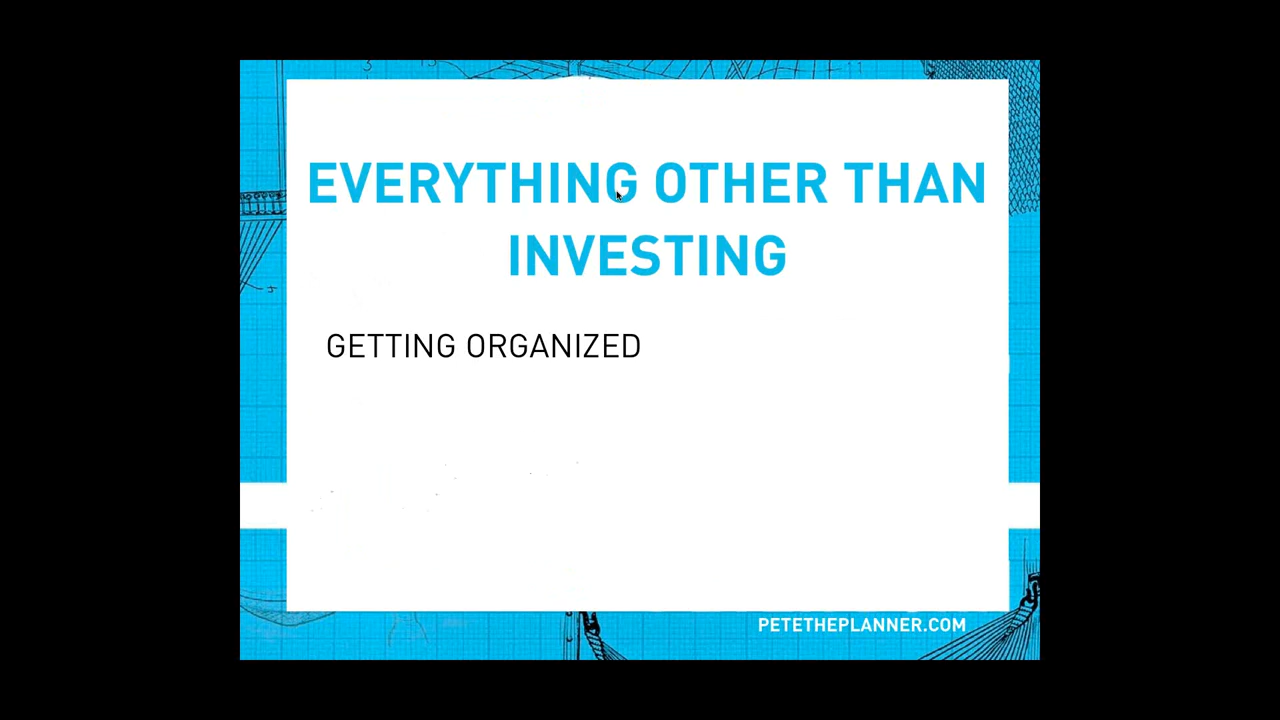 EVERYTHING OTHER THAN
INVESTING
GETTING ORGANIZED
PETETHEPLANNER.COM